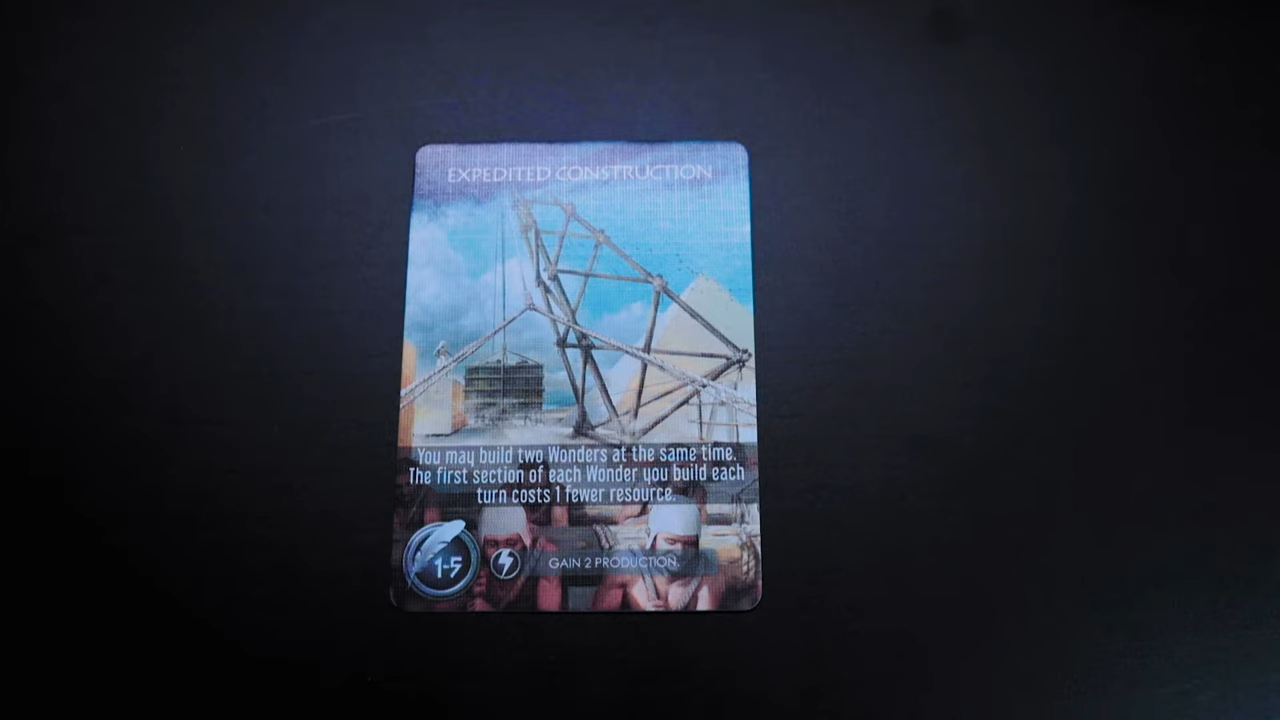 EXPEDITED CONSTRUCTION
You may build two Wonders at the same time.
The first section of each Wonder you build each
turn costs 1 fewer resource.
1-5
GAIN 2 PRODUCTION.